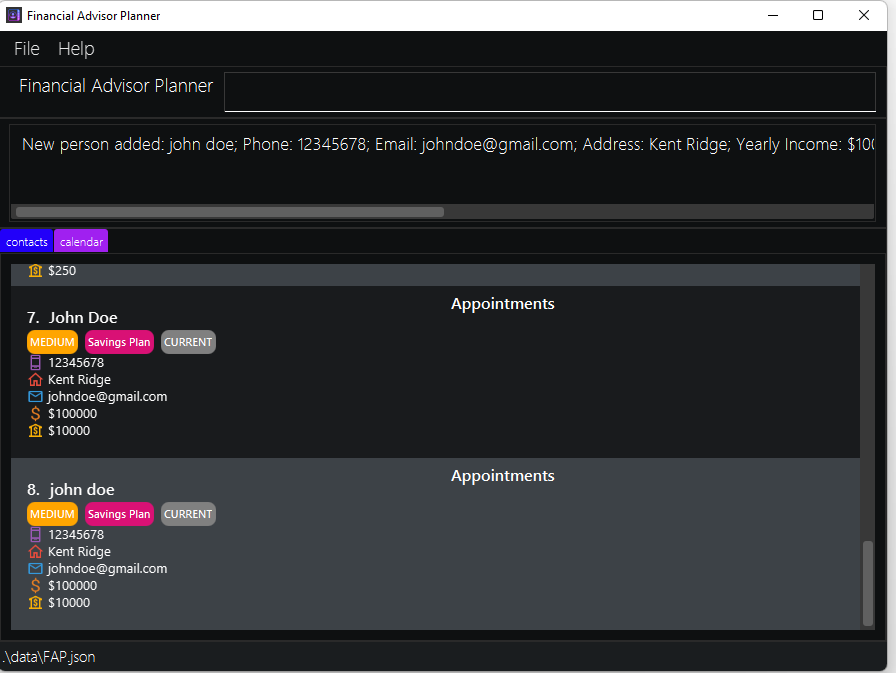 Financial Advisor Planner
File Help
Financial Advisor Planner
New person added: john doe; Phone: 12345678; Email: johndoe@gmail.com; Address: Kent Ridge; Yearly Income: $100
contacts calendar
$250
7. John Doe
Appointments
MEDIUM Savings Plan CURRENT
12345678
Kent Ridge
johndoe@gmail.com
$100000
$10000
8. john doe
Appointments
MEDIUM Savings Plan CURRENT
12345678
Kent Ridge
johndoe@gmail.com
$100000
$10000
.\data\FAP.json